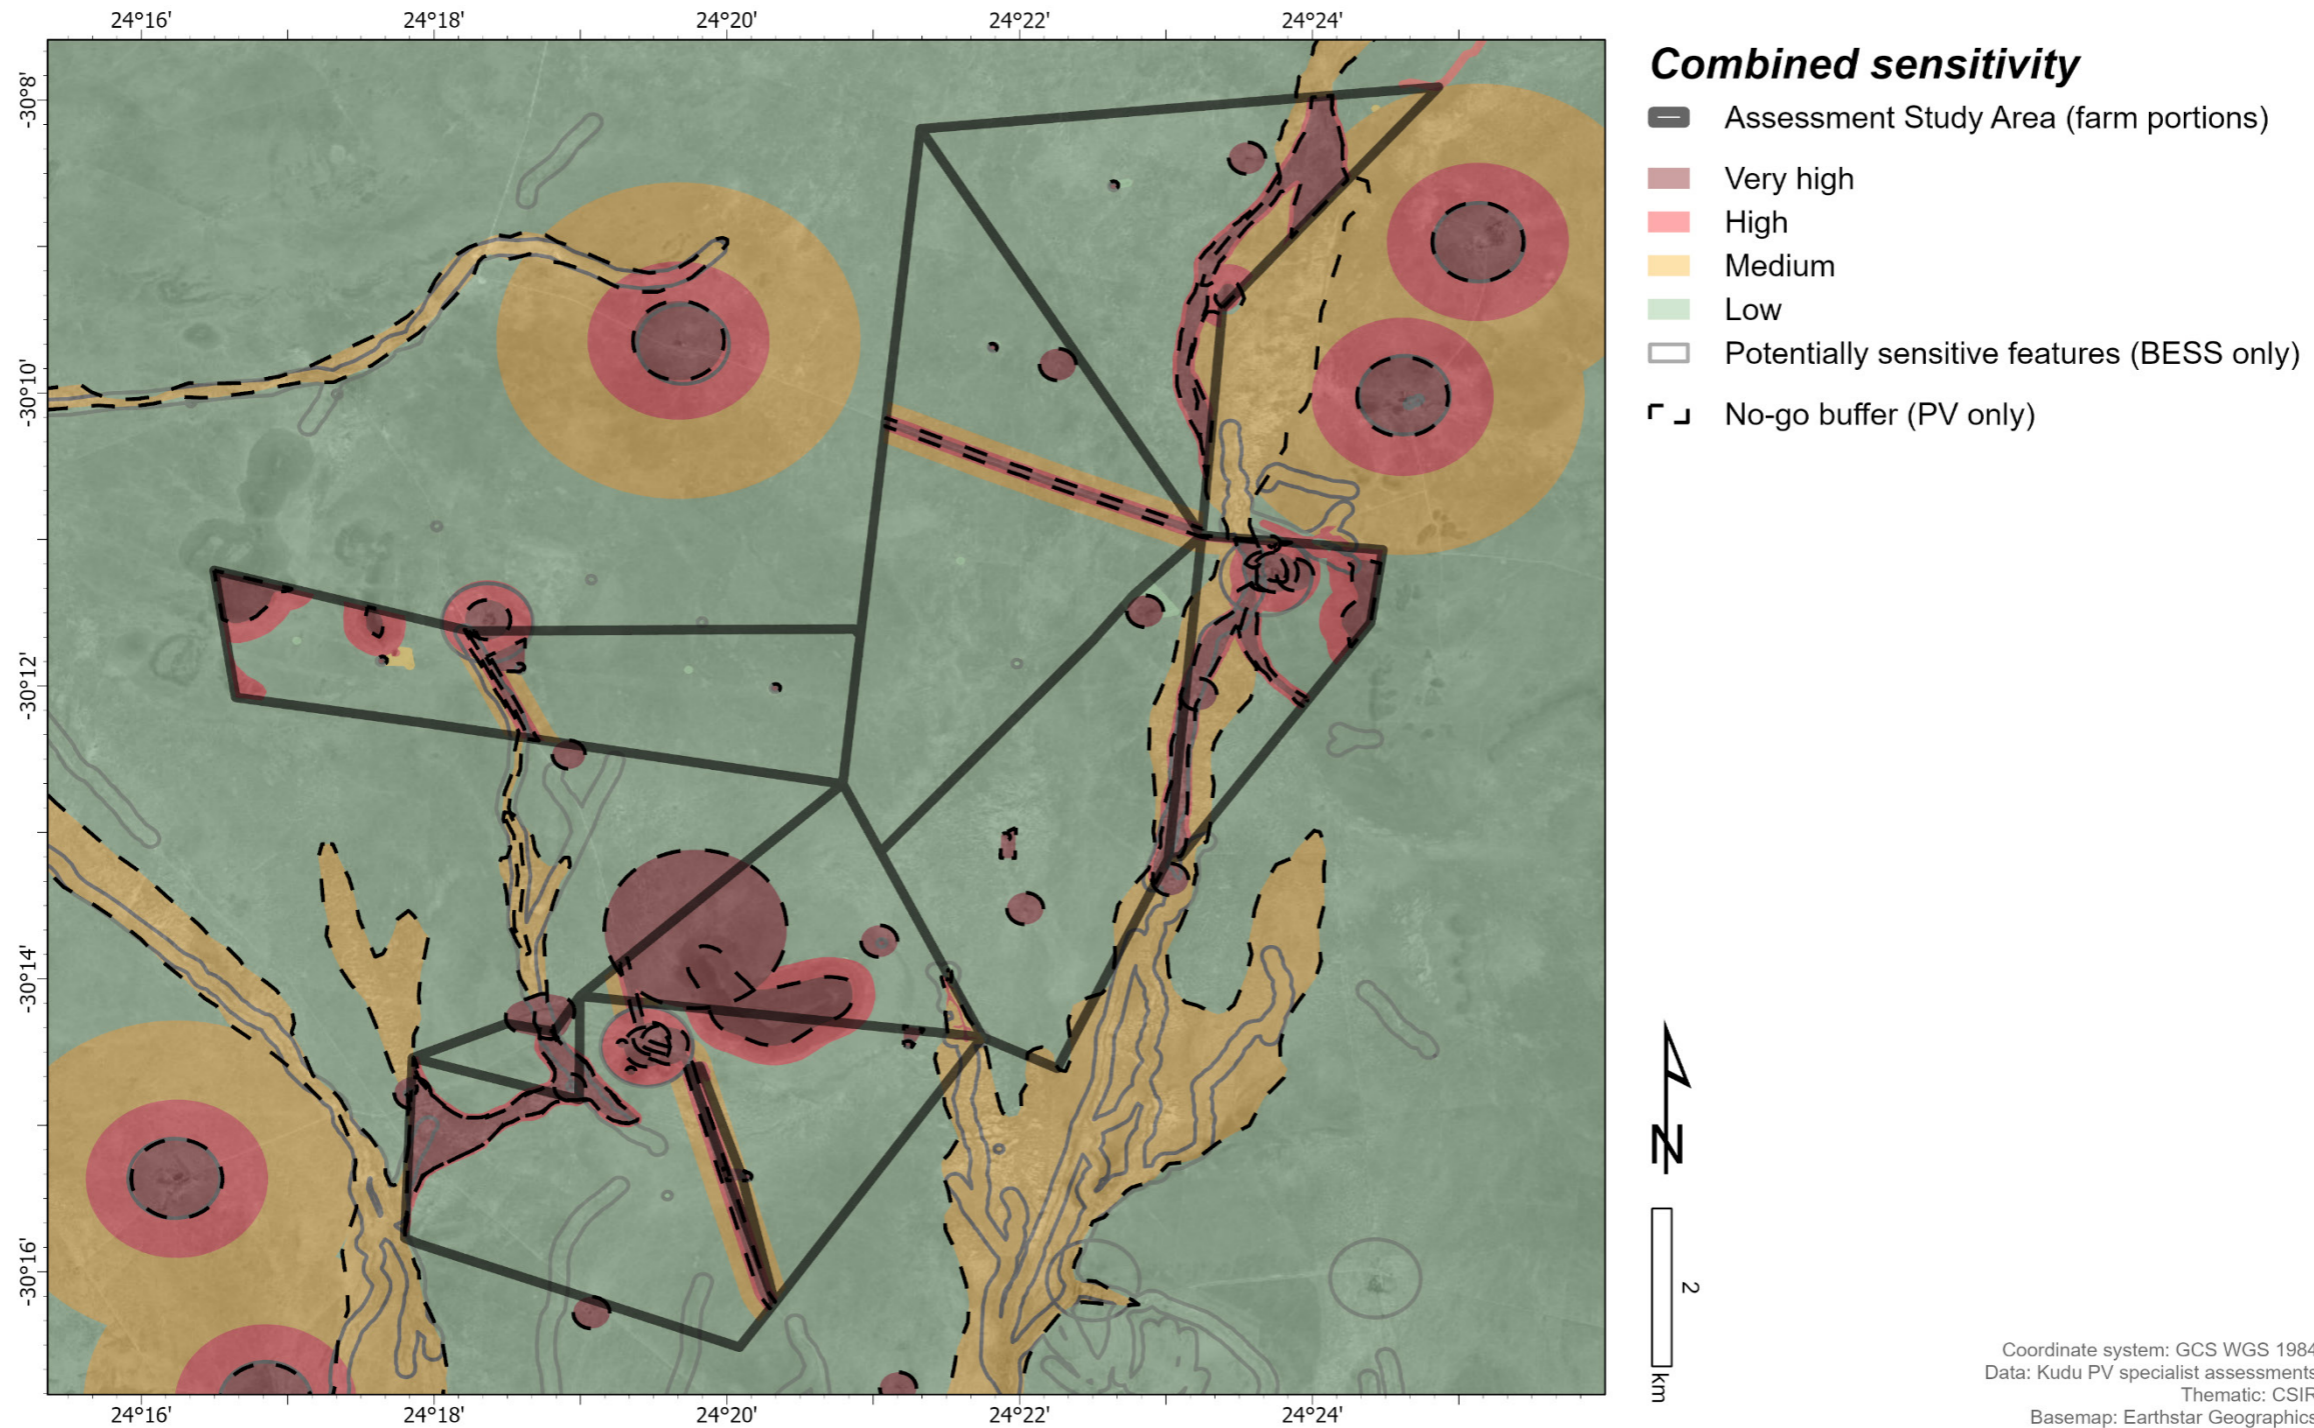 24°16' 24°18' 24°20' 24°22' 24°24'
-30°8'
-30°10'
-30°12'
-30°14'
-30°16'
24°16' 24°18' 24°20' 24°22' 24°24'
Combined sensitivity
Assessment Study Area (farm portions)
Very high
High
Medium
Low
Potentially sensitive features (BESS only)
No-go buffer (PV only)
N
2
km
Coordinate system: GCS WGS 1984
Data: Kudu PV specialist assessments
Thematic: CSIR
Basemap: Earthstar Geographics